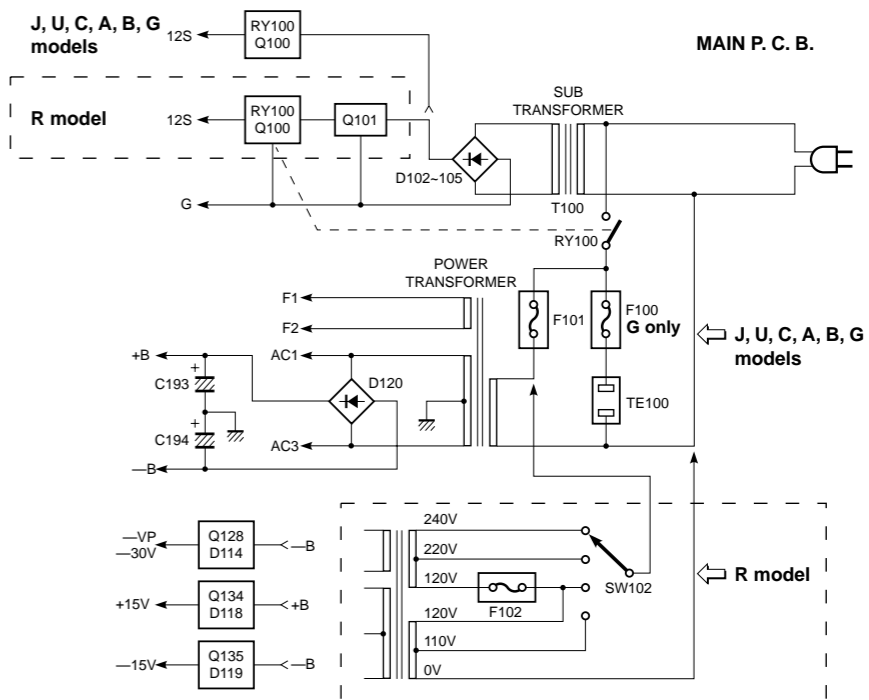 J, U, C, A, B, G
models
12S
RY100
Q100
MAIN P. C. B.
R model
12S
RY100
Q100
Q101
SUB
TRANSFORMER
D102~105
T100
G
RY100
POWER
TRANSFORMER
F1
F2
F101
F100
G only
J, U, C, A, B, G
models
+B
AC1
D120
+
C193
TE100
+
C194
AC3
—B
—VP
—30V
Q128
D114
—B
+15V
Q134
D118
+B
—15V
Q135
D119
—B
240V
220V
120V
F102
SW102
120V
110V
0V
R model